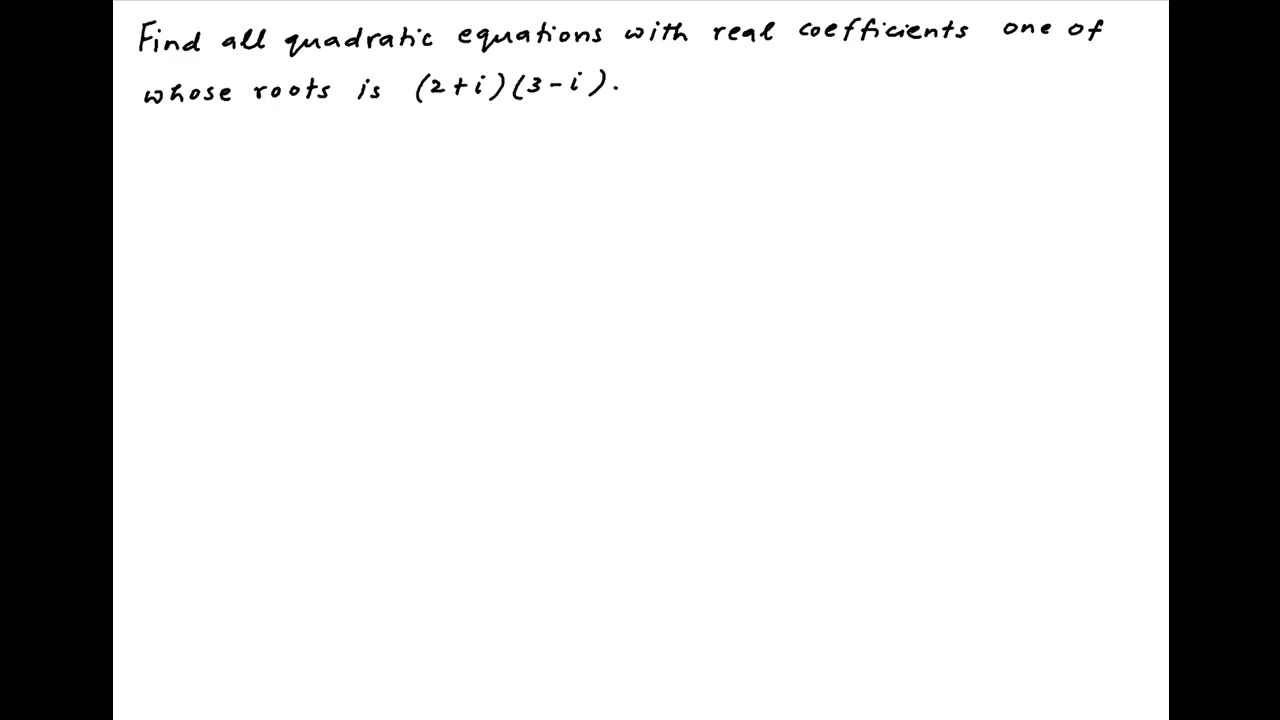 Find all quadratic equations with real coefficients one of
whose roots is (2+i)(3-i).